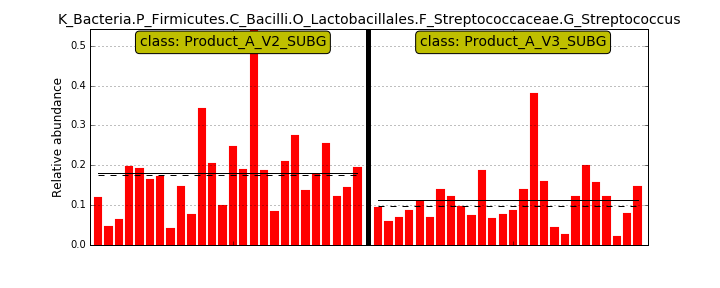 K_Bacteria.P_Firmicutes.C_Bacilli.O_Lactobacillales.F_Streptococcaceae.G_Streptococcus
class: Product_A_V2_SUBG
class: Product_A_V3_SUBG
Relative abundance
0.5
0.4
0.3
0.2
0.1
0.0